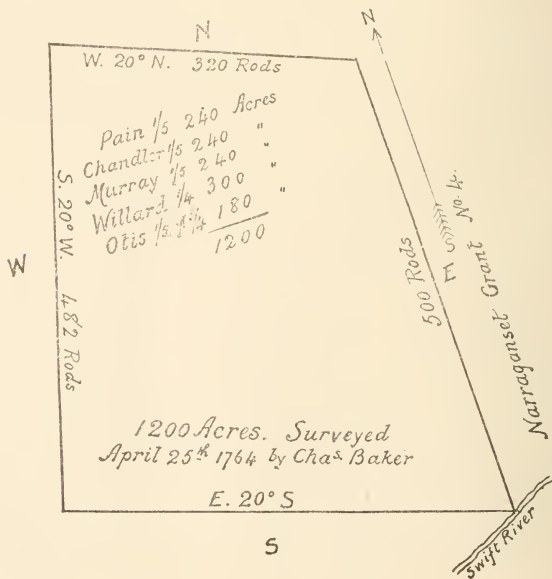 N
W. 20° N. 320 Rods
Pain 1/5 240 Acres
Chandler 1/5 240 "
Murray 1/5 240 "
Willard 1/4 300 "
Otis 1/5 180 "
1200
W
S. 20° W. 482 Rods
N
E
500 Rods
Narraganset Grant No. 4.
1200 Acres. Surveyed
April 25th 1764 by Chas. Baker
E. 20° S
S
Swift River